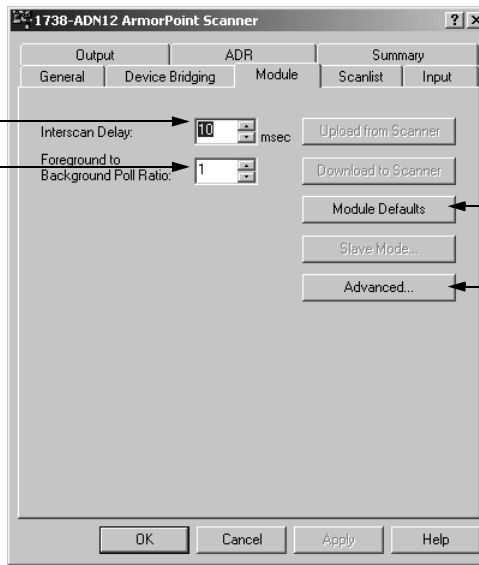 1738-ADN12 ArmorPoint Scanner
Output ADR Summary
General Device Bridging Module Scanlist Input
Interscan Delay: 10 msec Upload from Scanner
Foreground to
Background Poll Ratio: 1 Download to Scanner
Module Defaults
Slave Mode...
Advanced...
OK Cancel Apply Help